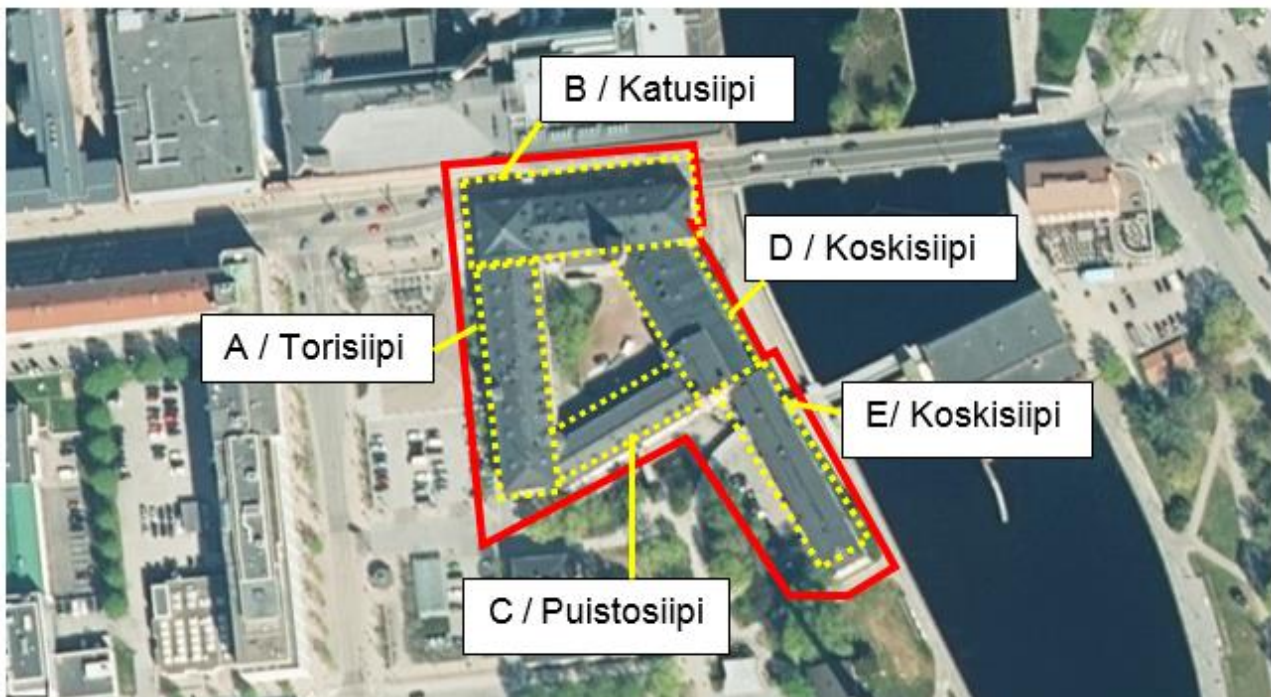 B / Katusiipi
D / Koskisiipi
A / Torisiipi
E/ Koskisiipi
C / Puistosiipi